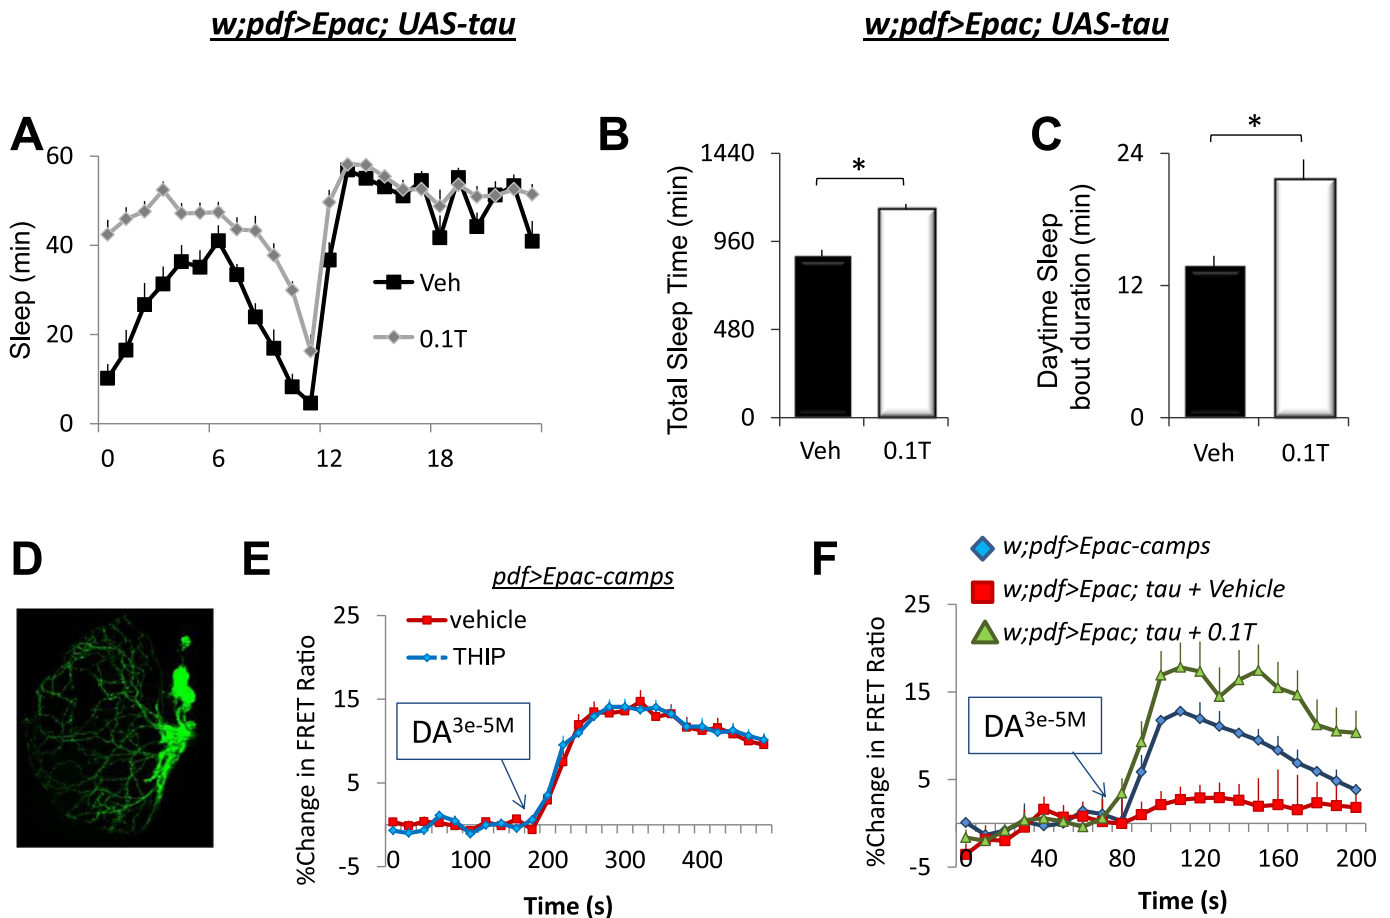 w;pdf>Epac; UAS-tau
w;pdf>Epac; UAS-tau
A
60
40
20
0
Sleep (min)
Veh
0.1T
0 6 12 18
B
1440
960
480
0
Total Sleep Time (min)
*
Veh 0.1T
C
24
12
0
Daytime Sleep
bout duration (min)
*
Veh 0.1T
D
E
pdf>Epac-camps
25
15
5
-5
%Change in FRET Ratio
vehicle
THIP
DA3e-5M
0 100 200 300 400
Time (s)
F
w;pdf>Epac-camps
w;pdf>Epac; tau + Vehicle
w;pdf>Epac; tau + 0.1T
25
15
5
-5
%Change in FRET Ratio
DA3e-5M
0 40 80 120 160 200
Time (s)